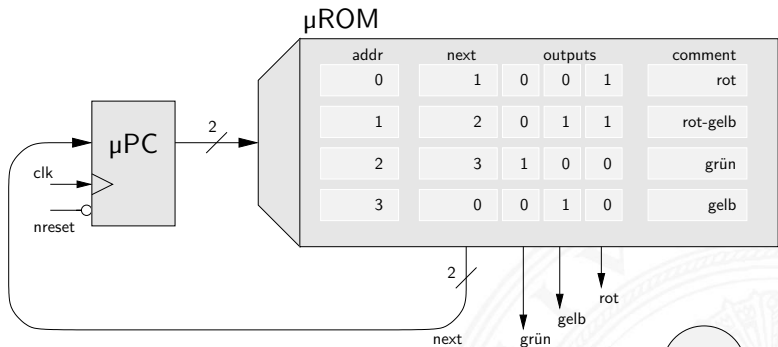 µROM
addr next outputs comment
0 1 0 0 1 rot
1 2 0 1 1 rot-gelb
2 3 1 0 0 grün
3 0 0 1 0 gelb
µPC
2
clk
nreset
2
next
grün
gelb
rot